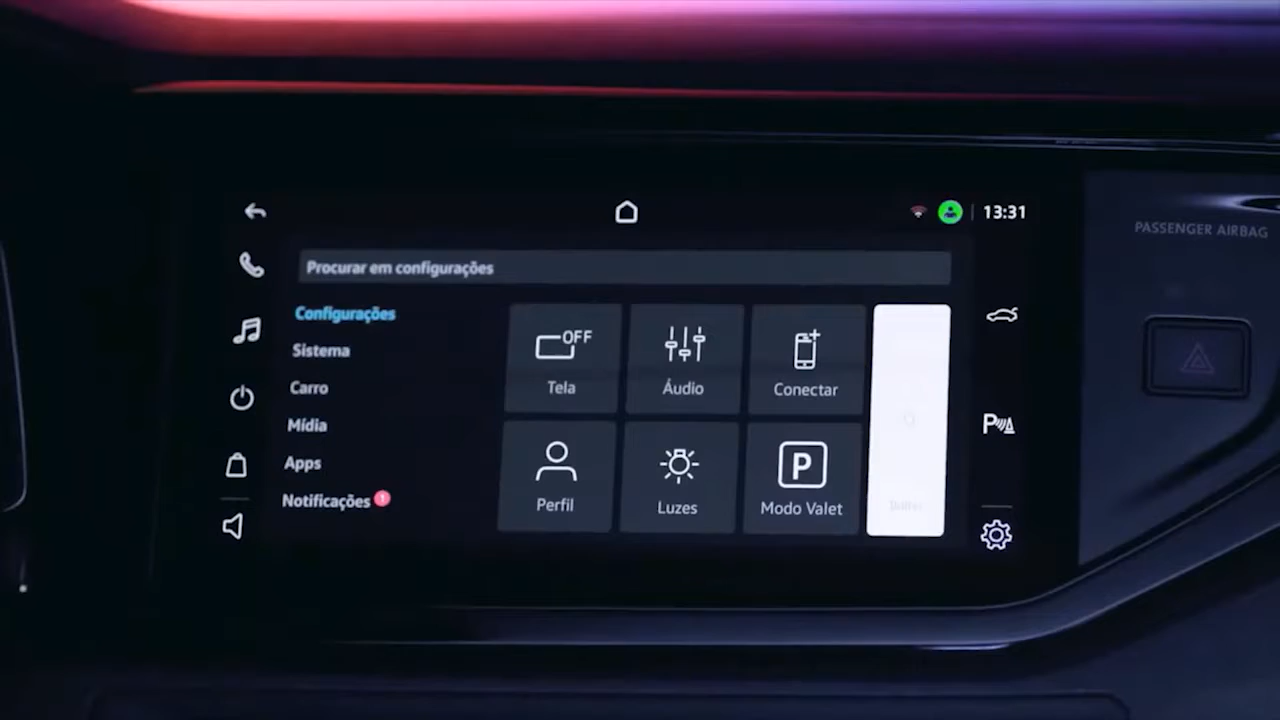 13:31
PASSENGER AIRBAG
Procurar em configurações
Configurações
Sistema
Carro
Mídia
Apps
Notificações 1
OFF
Tela
Áudio
Conectar
Perfil
Luzes
P
Modo Valet
P